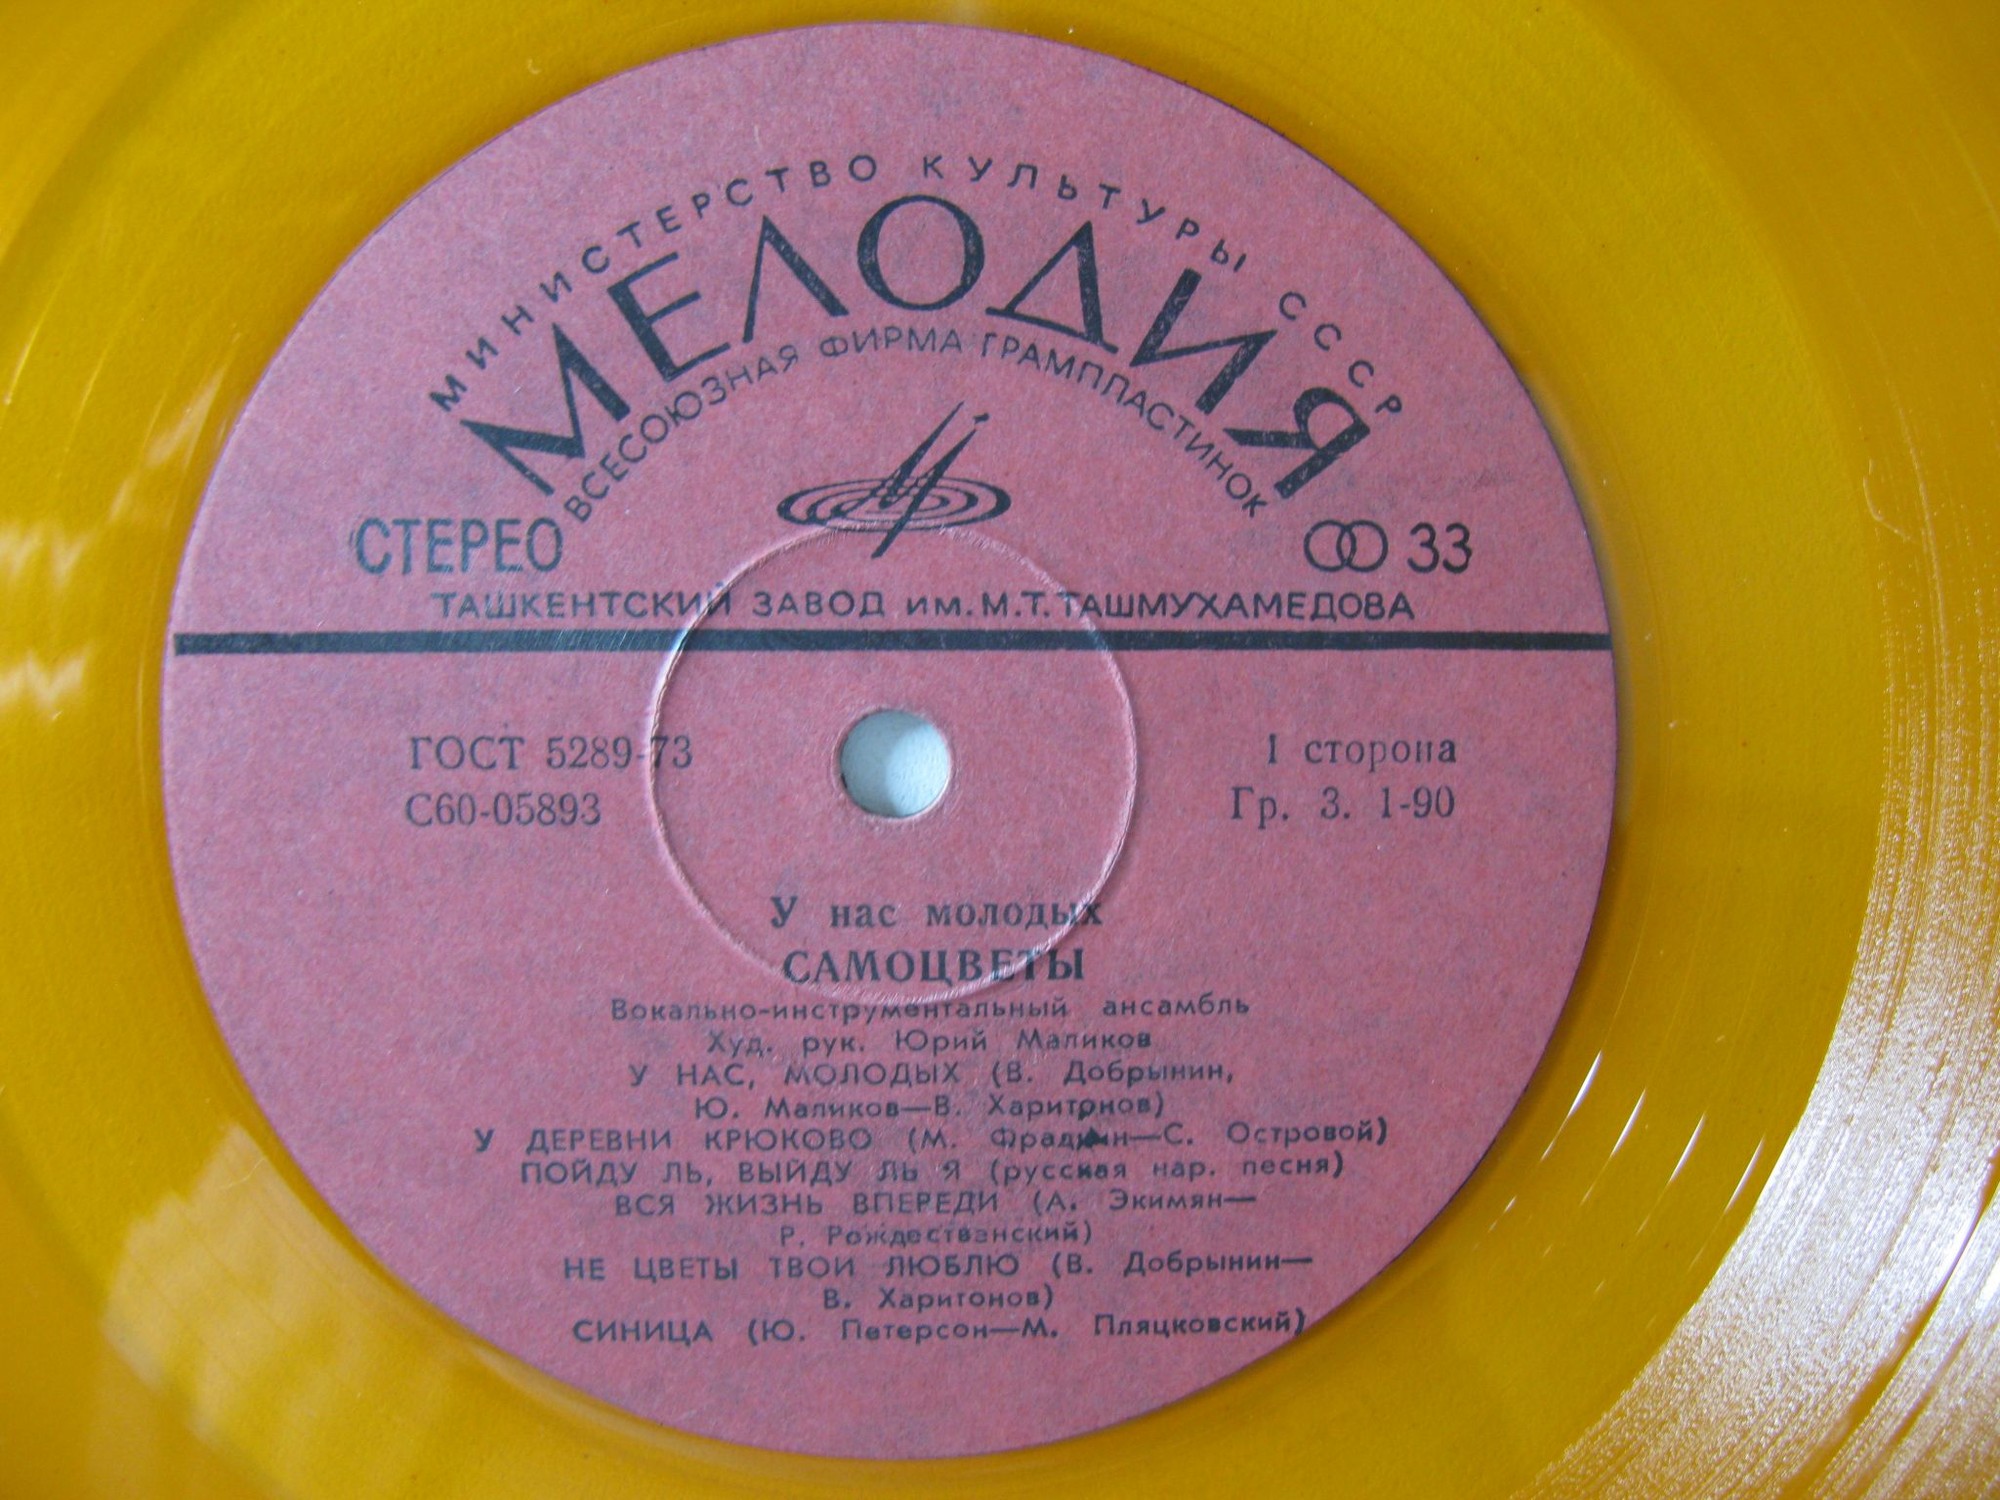 МИНИСТЕРСТВО КУЛЬТУРЫ СССР
МЕЛОДИЯ
ВСЕСОЮЗНАЯ ФИРМА ГРАМПЛАСТИНОК
СТЕРЕО
33
ТАШКЕНТСКИЙ ЗАВОД им. М.Т. ТАШМУХАМЕДОВА
ГОСТ 5289-73
1 сторона
С60-05893
Гр. 3. 1-90
У нас молодых
САМОЦВЕТЫ
Вокально-инструментальный ансамбль
Худ. рук. Юрий Маликов
У НАС, МОЛОДЫХ (В. Добрынин,
Ю. Маликов—В. Харитонов)
У ДЕРЕВНИ КРЮКОВО (М. Фрадкин—С. Островой)
ПОЙДУ ЛЬ, ВЫЙДУ ЛЬ Я (русская нар. песня)
ВСЯ ЖИЗНЬ ВПЕРЕДИ (А. Экимян—
Р. Рождественский)
НЕ ЦВЕТЫ ТВОИ ЛЮБЛЮ (В. Добрынин—
В. Харитонов)
СИНИЦА (Ю. Петерсон—М. Пляцковский)